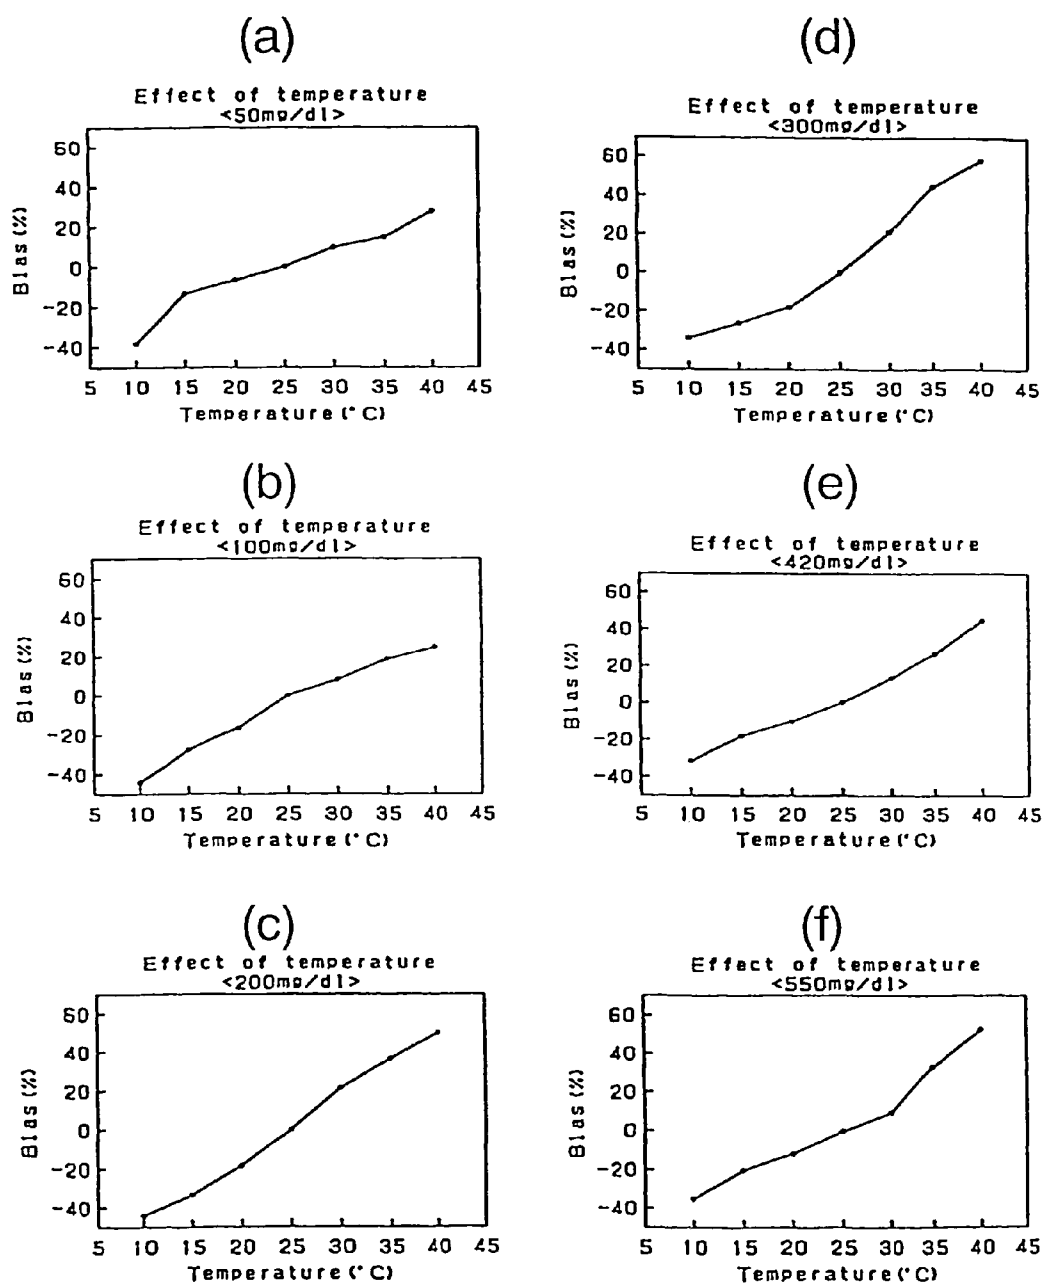 (a)
Effect of temperature
<50mg/dl>
60
40
20
0
-20
-40
Bias (%)
5 10 15 20 25 30 35 40 45
Temperature(°C)
(b)
Effect of temperature
<100mg/dl>
60
40
20
0
-20
-40
Bias (%)
5 10 15 20 25 30 35 40 45
Temperature(°C)
(c)
Effect of temperature
<200mg/dl>
60
40
20
0
-20
-40
Bias (%)
5 10 15 20 25 30 35 40 45
Temperature(°C)
(d)
Effect of temperature
<300mg/dl>
60
40
20
0
-20
-40
Bias (%)
5 10 15 20 25 30 35 40 45
Temperature(°C)
(e)
Effect of temperature
<420mg/dl>
60
40
20
0
-20
-40
Bias (%)
5 10 15 20 25 30 35 40 45
Temperature(°C)
(f)
Effect of temperature
<550mg/dl>
60
40
20
0
-20
-40
Bias (%)
5 10 15 20 25 30 35 40 45
Temperature(°C)